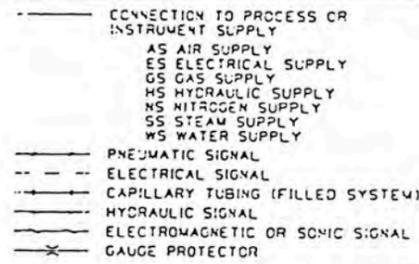 CONNECTION TO PROCESS OR
INSTRUMENT SUPPLY
AS AIR SUPPLY
ES ELECTRICAL SUPPLY
GS GAS SUPPLY
HS HYDRAULIC SUPPLY
NS NITROGEN SUPPLY
SS STEAM SUPPLY
WS WATER SUPPLY
PNEUMATIC SIGNAL
ELECTRICAL SIGNAL
CAPILLARY TUBING (FILLED SYSTEM)
HYDRAULIC SIGNAL
ELECTROMAGNETIC OR SONIC SIGNAL
GAUGE PROTECTOR